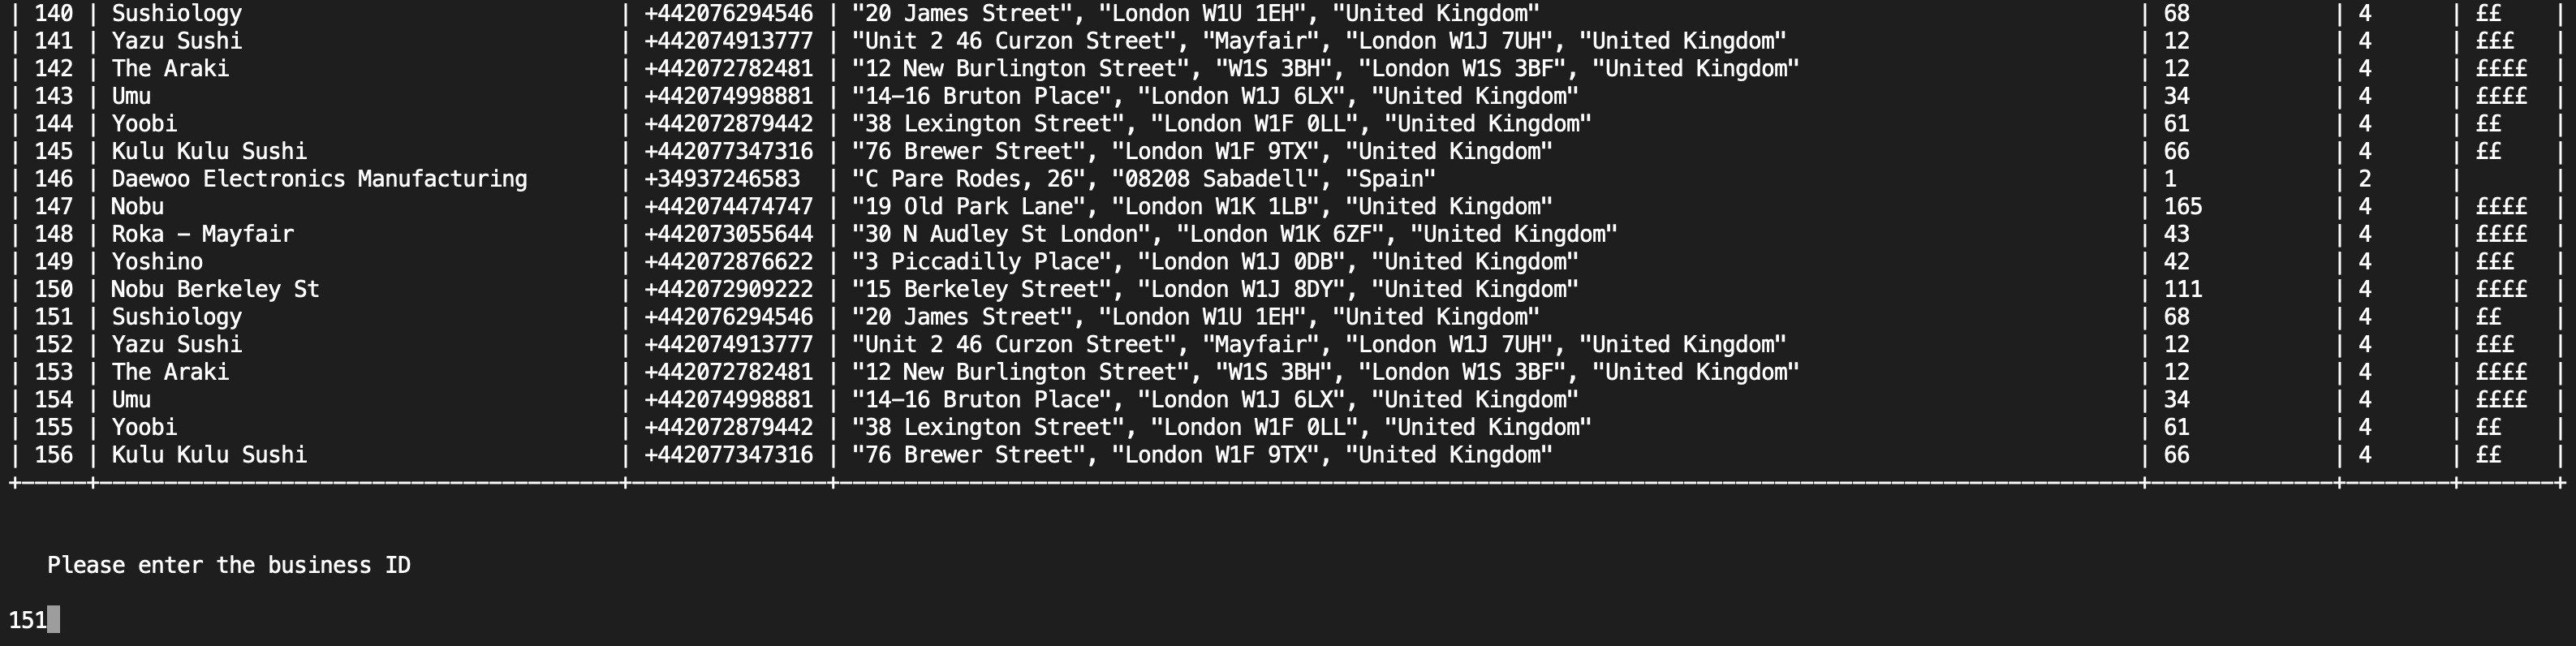 | 140 | Sushiology | +442076294546 | "20 James Street", "London W1U 1EH", "United Kingdom" | 68 | 4 | ££ |
| 141 | Yazu Sushi | +442074913777 | "Unit 2 46 Curzon Street", "Mayfair", "London W1J 7UH", "United Kingdom" | 12 | 4 | £££ |
| 142 | The Araki | +442072782481 | "12 New Burlington Street", "W1S 3BH", "London W1S 3BF", "United Kingdom" | 12 | 4 | ££££ |
| 143 | Umu | +442074998881 | "14-16 Bruton Place", "London W1J 6LX", "United Kingdom" | 34 | 4 | ££££ |
| 144 | Yoobi | +442072879442 | "38 Lexington Street", "London W1F 0LL", "United Kingdom" | 61 | 4 | ££ |
| 145 | Kulu Kulu Sushi | +442077347316 | "76 Brewer Street", "London W1F 9TX", "United Kingdom" | 66 | 4 | ££ |
| 146 | Daewoo Electronics Manufacturing | +34937246583 | "C Pare Rodes, 26", "08208 Sabadell", "Spain" | 1 | 2 | |
| 147 | Nobu | +442074474747 | "19 Old Park Lane", "London W1K 1LB", "United Kingdom" | 165 | 4 | ££££ |
| 148 | Roka - Mayfair | +442073055644 | "30 N Audley St London", "London W1K 6ZF", "United Kingdom" | 43 | 4 | ££££ |
| 149 | Yoshino | +442072876622 | "3 Piccadilly Place", "London W1J 0DB", "United Kingdom" | 42 | 4 | £££ |
| 150 | Nobu Berkeley St | +442072909222 | "15 Berkeley Street", "London W1J 8DY", "United Kingdom" | 111 | 4 | ££££ |
| 151 | Sushiology | +442076294546 | "20 James Street", "London W1U 1EH", "United Kingdom" | 68 | 4 | ££ |
| 152 | Yazu Sushi | +442074913777 | "Unit 2 46 Curzon Street", "Mayfair", "London W1J 7UH", "United Kingdom" | 12 | 4 | £££ |
| 153 | The Araki | +442072782481 | "12 New Burlington Street", "W1S 3BH", "London W1S 3BF", "United Kingdom" | 12 | 4 | ££££ |
| 154 | Umu | +442074998881 | "14-16 Bruton Place", "London W1J 6LX", "United Kingdom" | 34 | 4 | ££££ |
| 155 | Yoobi | +442072879442 | "38 Lexington Street", "London W1F 0LL", "United Kingdom" | 61 | 4 | ££ |
| 156 | Kulu Kulu Sushi | +442077347316 | "76 Brewer Street", "London W1F 9TX", "United Kingdom" | 66 | 4 | ££ |
Please enter the business ID
151